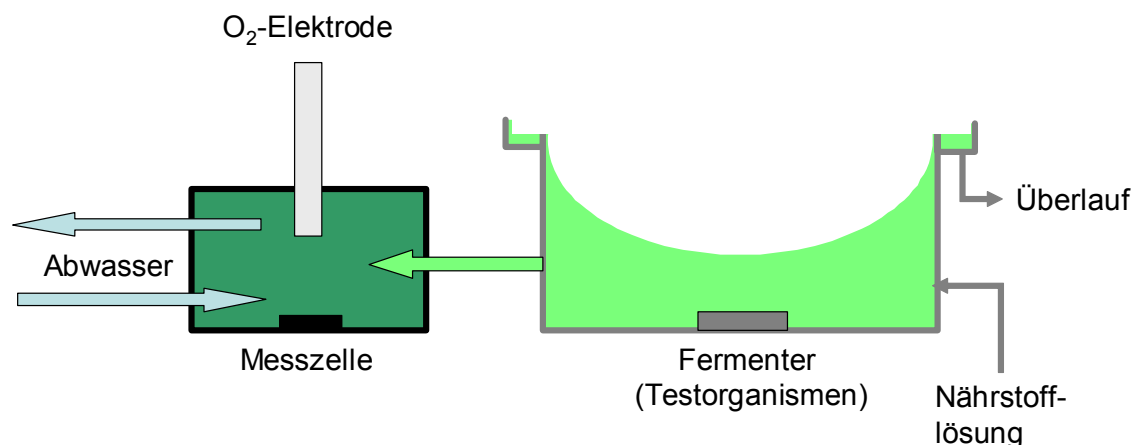 O₂-Elektrode
Überlauf
Abwasser
Messzelle
Fermenter
(Testorganismen)
Nährstoff-
lösung